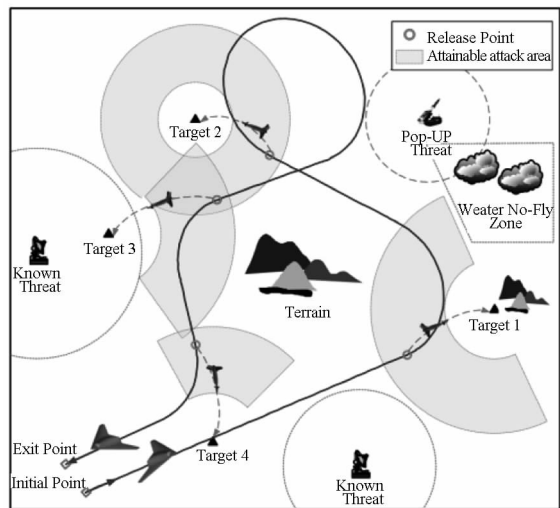 Release Point
Attainable attack area
Target 2
Pop-UP
Threat
Weater No-Fly
Zone
Target 3
Known
Threat
Terrain
Target 1
Target 4
Exit Point
Initial Point
Known
Threat